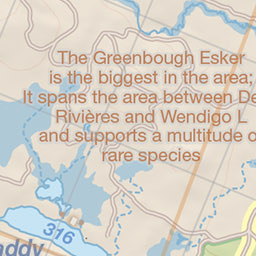 The Greenbough Esker
is the biggest in the area;
It spans the area between De
Rivières and Wendigo L
and supports a multitude o
rare species
316
addy